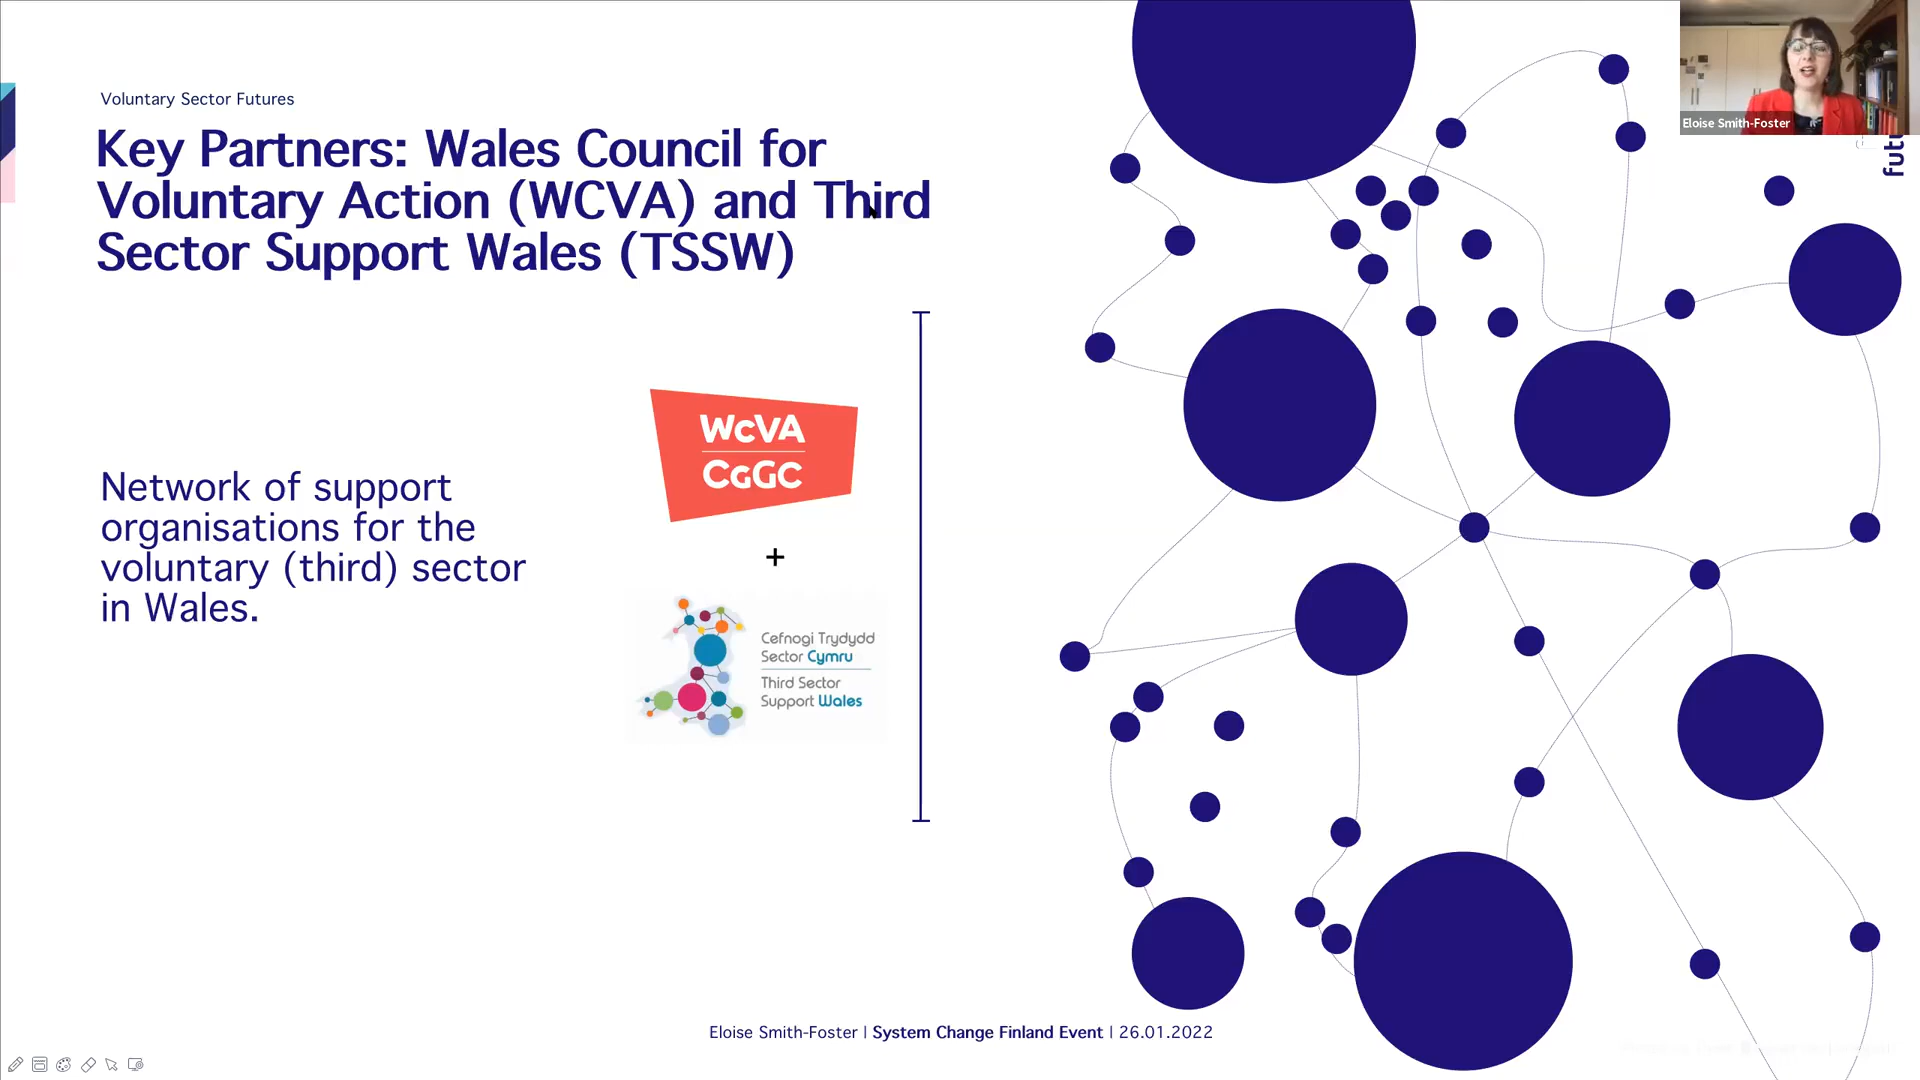 Voluntary Sector Futures
Key Partners: Wales Council for
Voluntary Action (WCVA) and Third
Sector Support Wales (TSSW)
Network of support
organisations for the
voluntary (third) sector
in Wales.
WcVA
CGGC
+
Cefnogi Trydydd
Sector Cymru
Third Sector
Support Wales
Eloise Smith-Foster
futu
Eloise Smith-Foster | System Change Finland Event | 26.01.2022